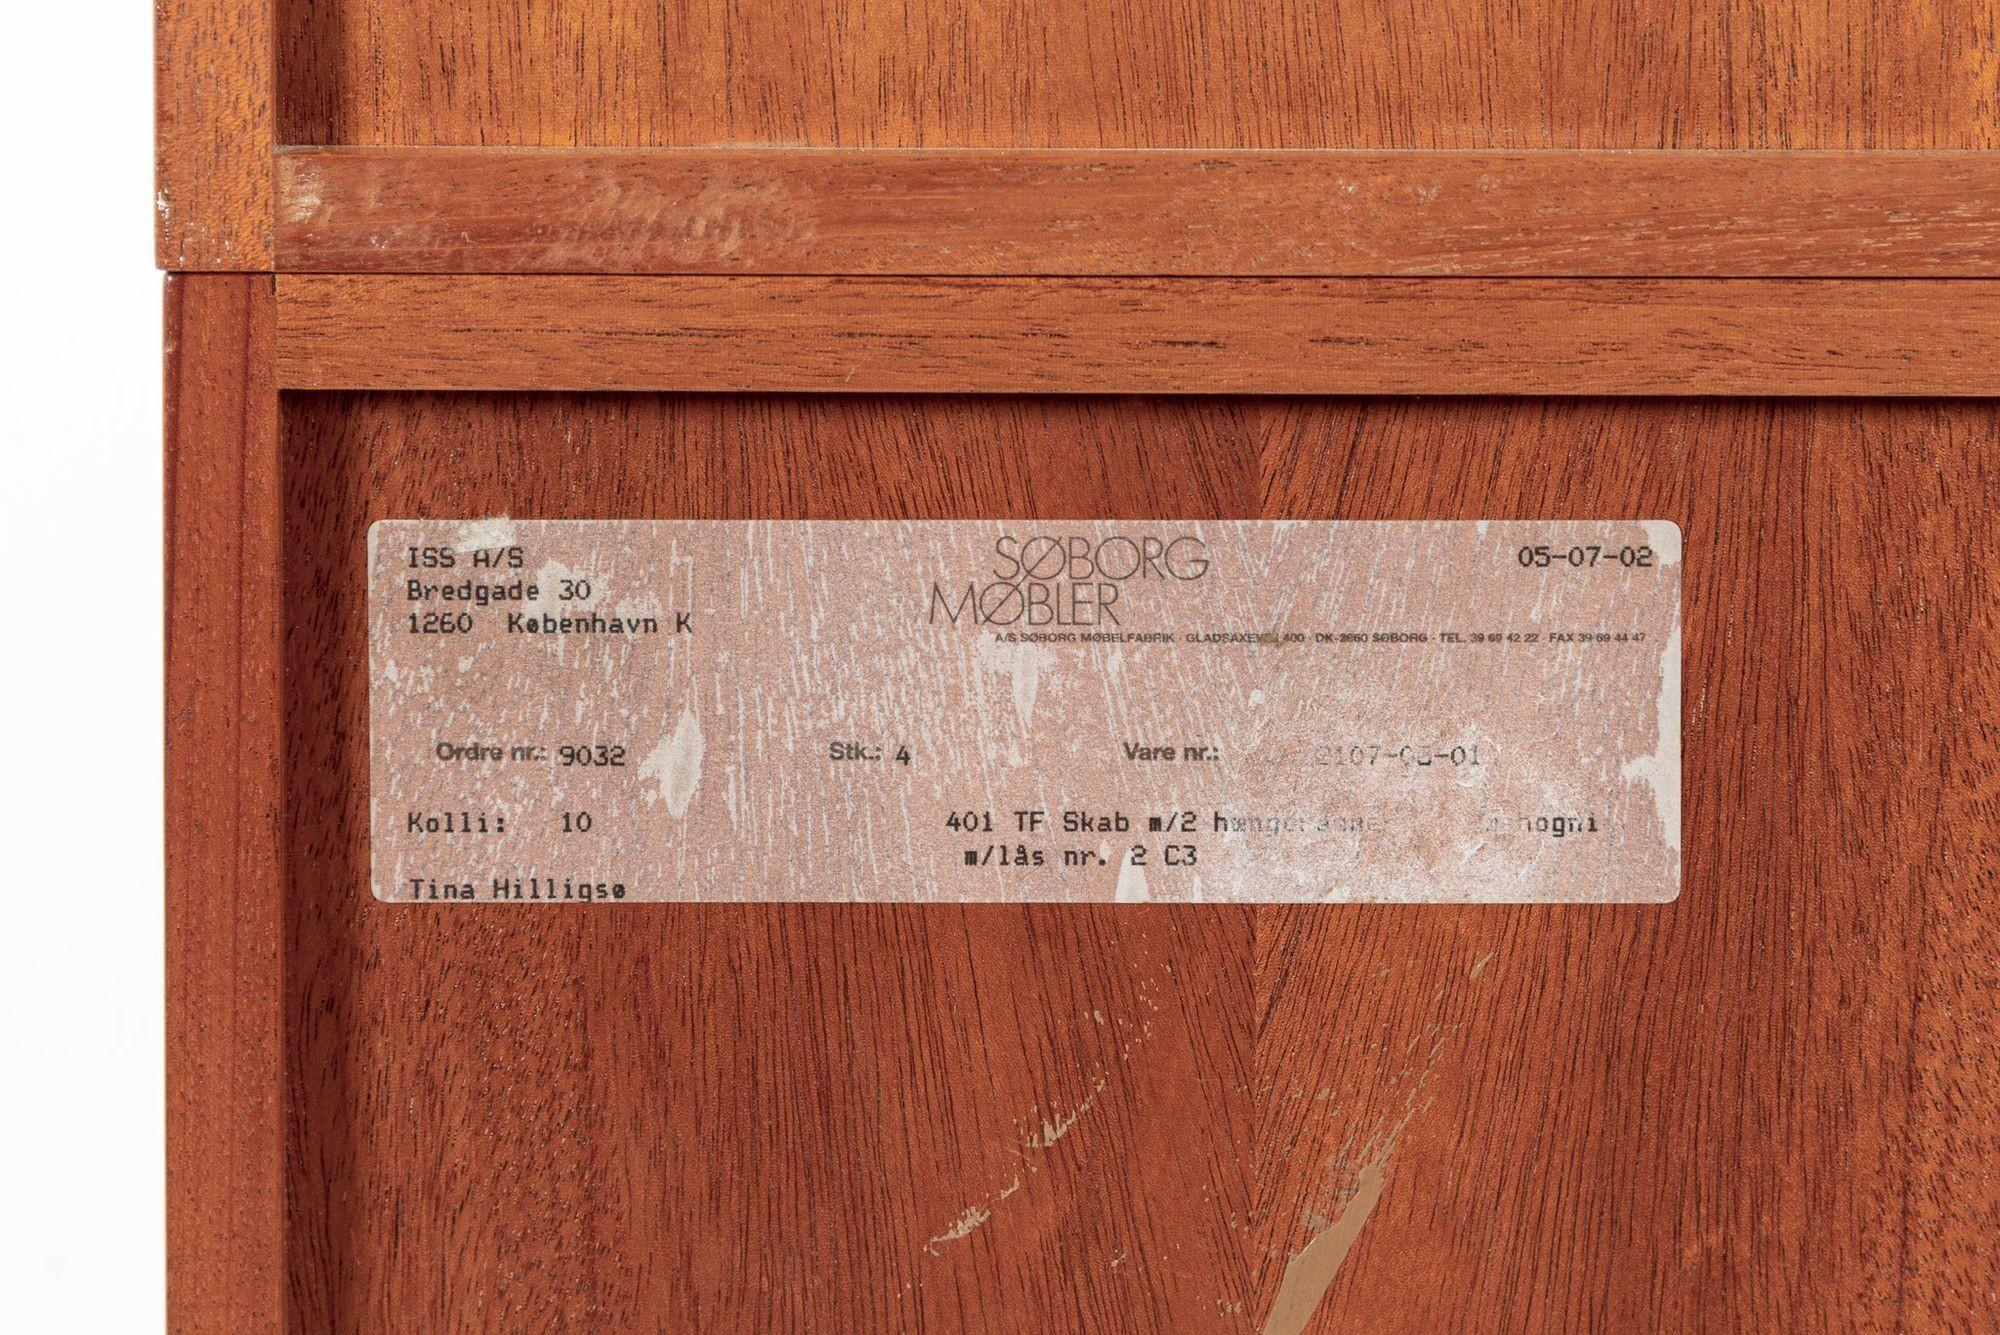 ISS A/S
Bredgade 30
1260 København K
SØBORG
MØBLER
A/S SØBORG MØBELFABRIK · GLADSAXEVEJ 400 · DK-2860 SØBORG · TEL. 39 69 42 22 · FAX 39 69 44 47
05-07-02
Ordre nr.: 9032
Stk.: 4
Vare nr.:
Kolli: 10
401 TF Skab m/2
m/lås nr. 2 C3
Tina Hilligsø